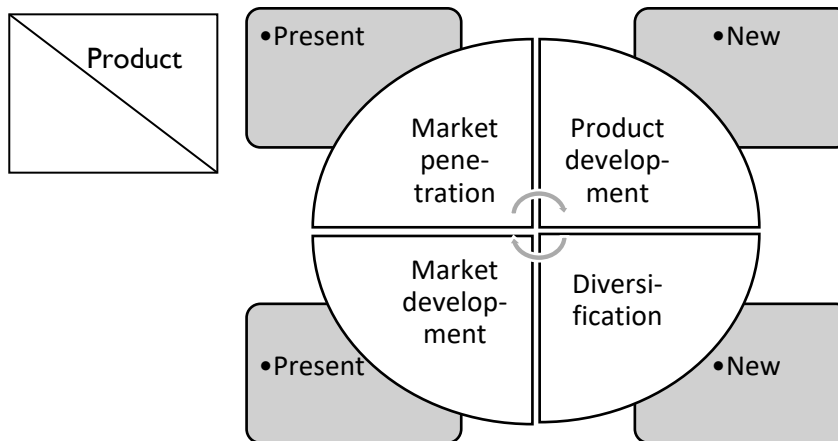 Product
•Present
•New
Market
pene-
tration
Product
develop-
ment
Market
develop-
ment
Diversi-
fication
•Present
•New